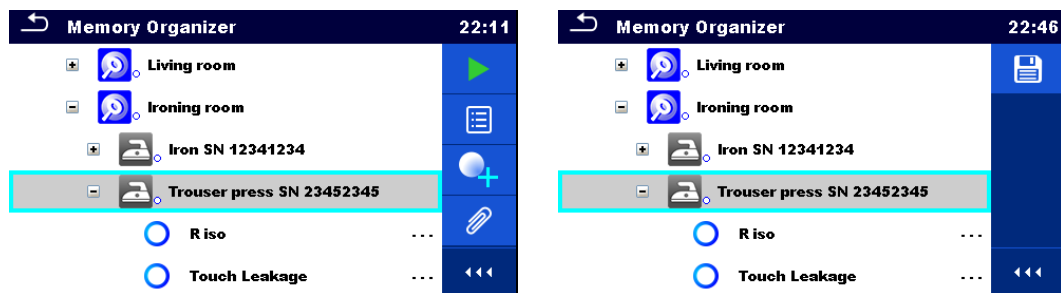 Memory Organizer 22:11
Living room
Ironing room
Iron SN 12341234
Trouser press SN 23452345
R iso ...
Touch Leakage ...
Memory Organizer 22:46
Living room
Ironing room
Iron SN 12341234
Trouser press SN 23452345
R iso ...
Touch Leakage ...